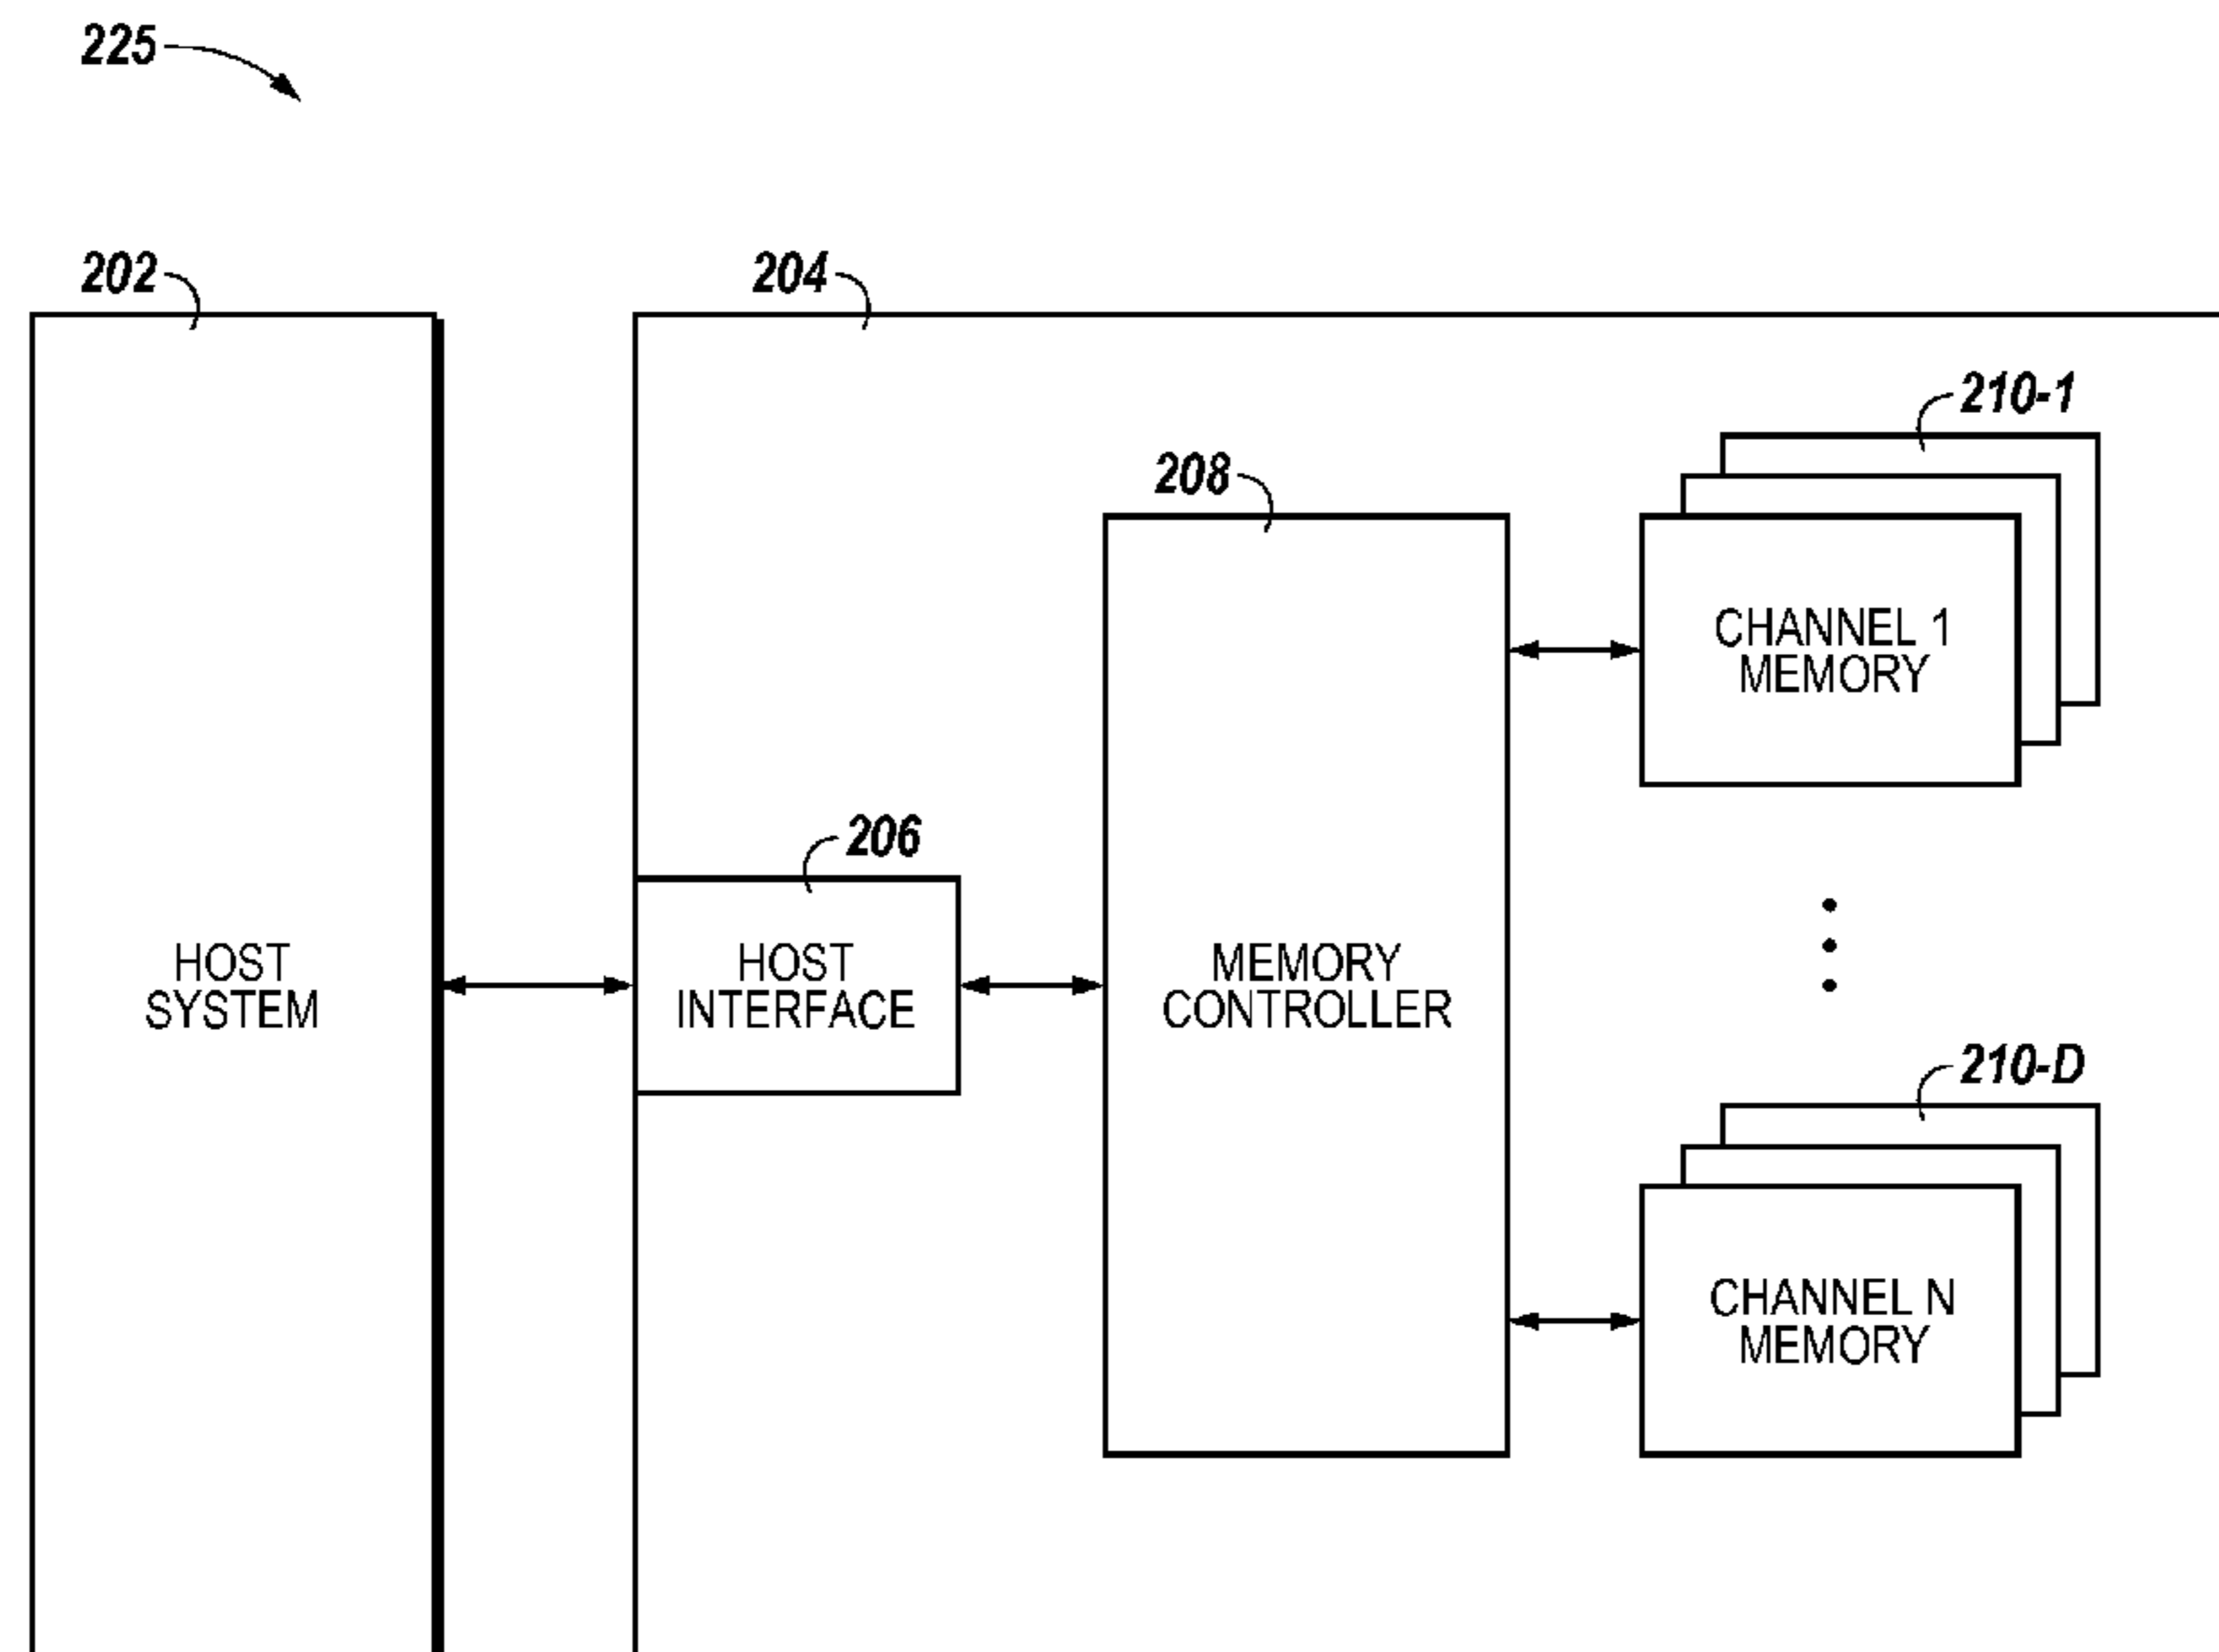 225
202
204
210-1
208
CHANNEL 1
MEMORY
206
HOST
SYSTEM
HOST
INTERFACE
MEMORY
CONTROLLER
210-D
CHANNEL N
MEMORY